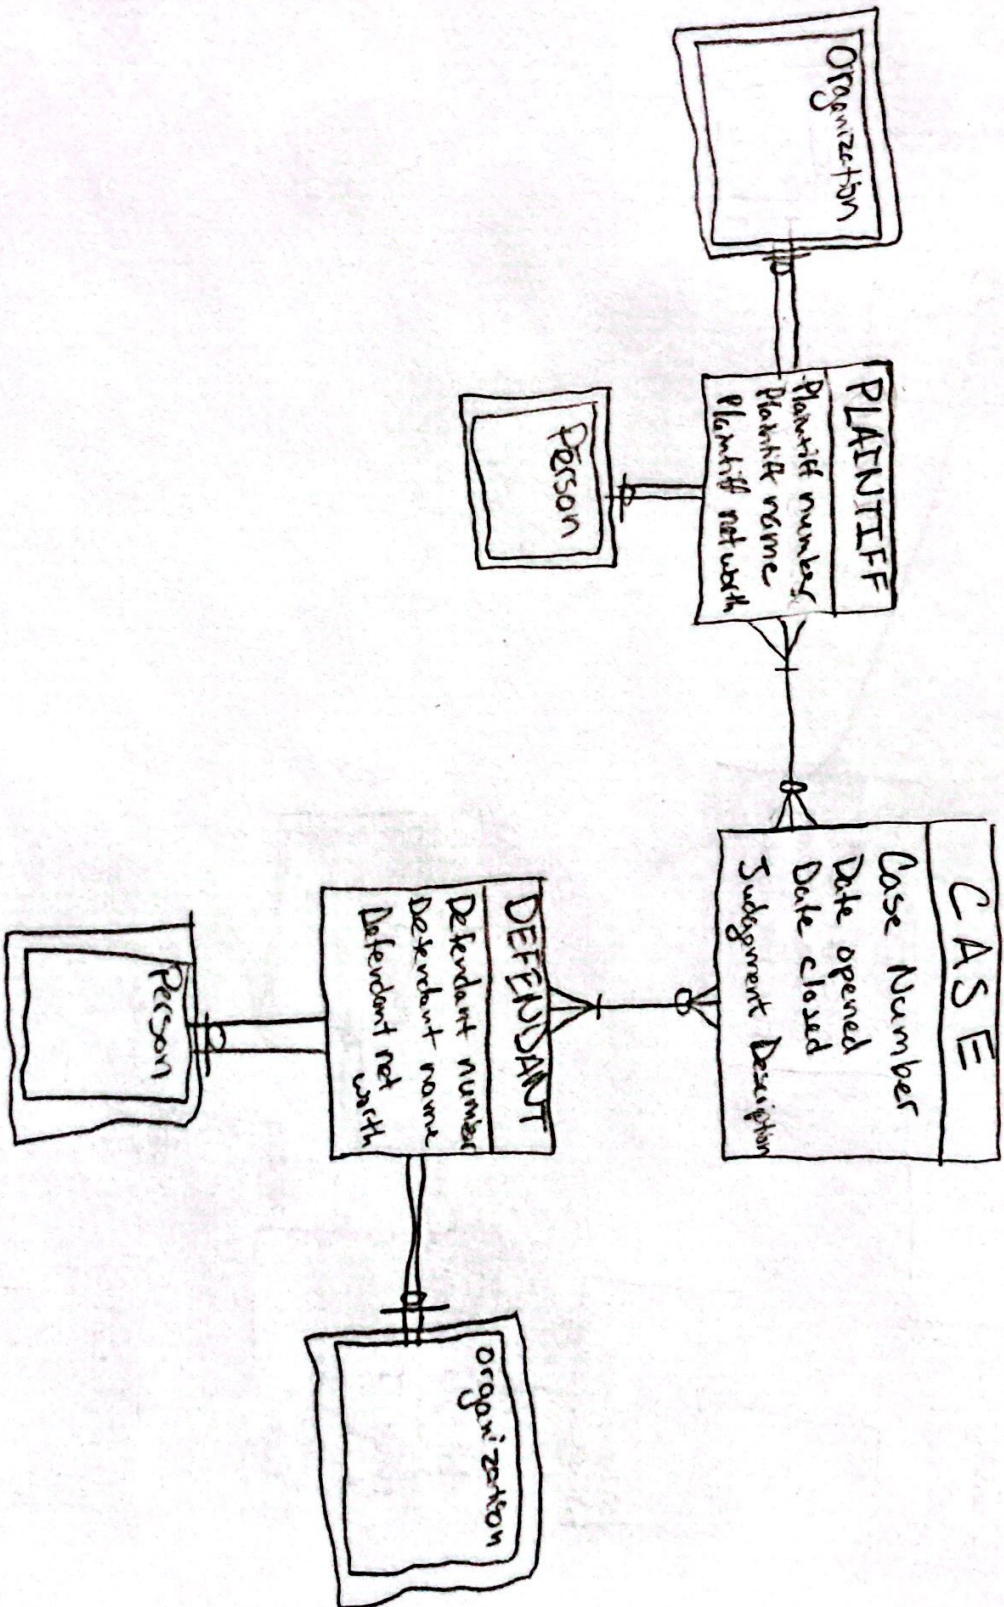 CASE
Case Number
Date opened
Date closed
Judgment Description
PLAINTIFF
Plaintiff number
Plaintiff name
Plaintiff net worth
Organization
Person
DEFENDANT
Defendant number
Defendant name
Defendant net
worth
Person
organization